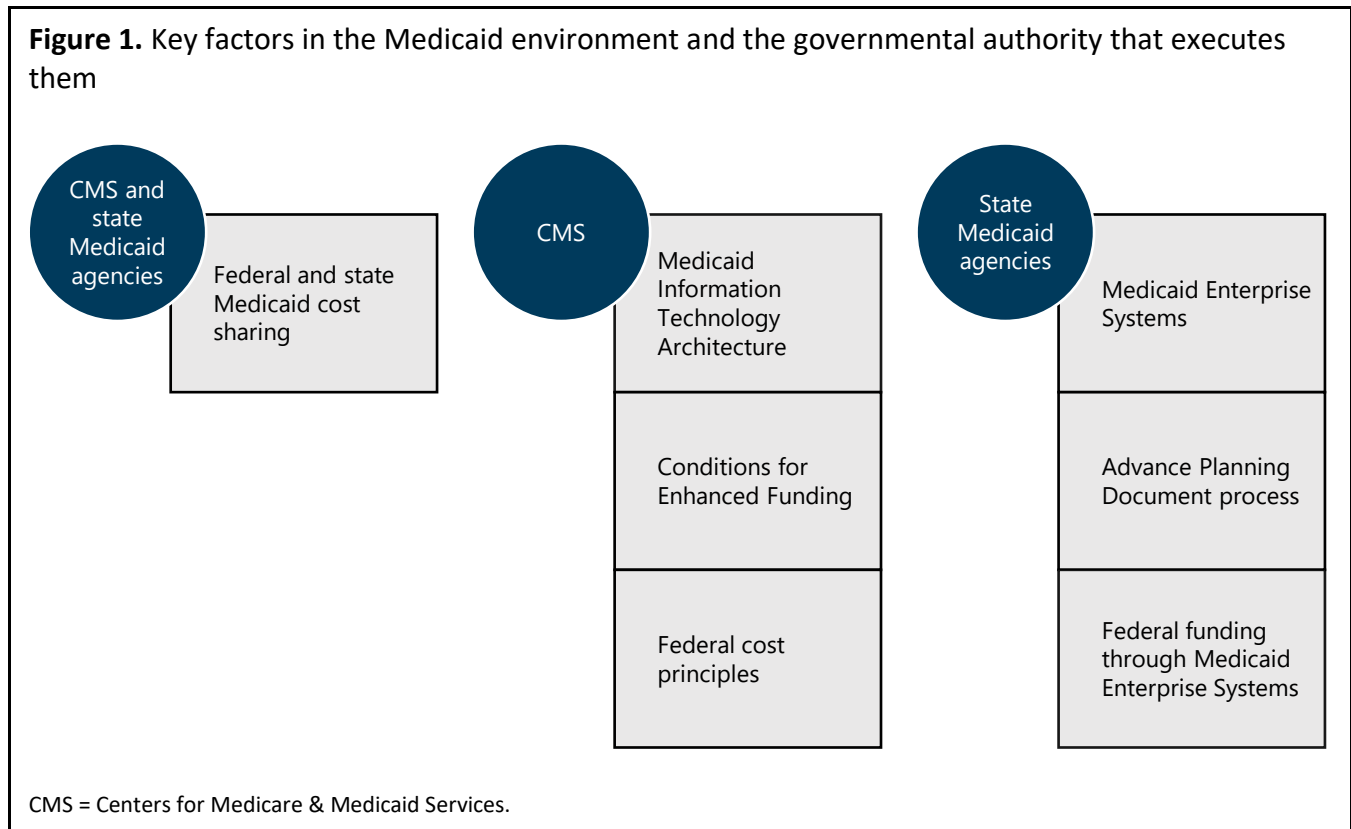 Figure 1. Key factors in the Medicaid environment and the governmental authority that executes
them
CMS and
state
Medicaid
agencies
Federal and state
Medicaid cost
sharing
CMS
Medicaid
Information
Technology
Architecture
Conditions for
Enhanced Funding
Federal cost
principles
State
Medicaid
agencies
Medicaid Enterprise
Systems
Advance Planning
Document process
Federal funding
through Medicaid
Enterprise Systems
CMS = Centers for Medicare & Medicaid Services.